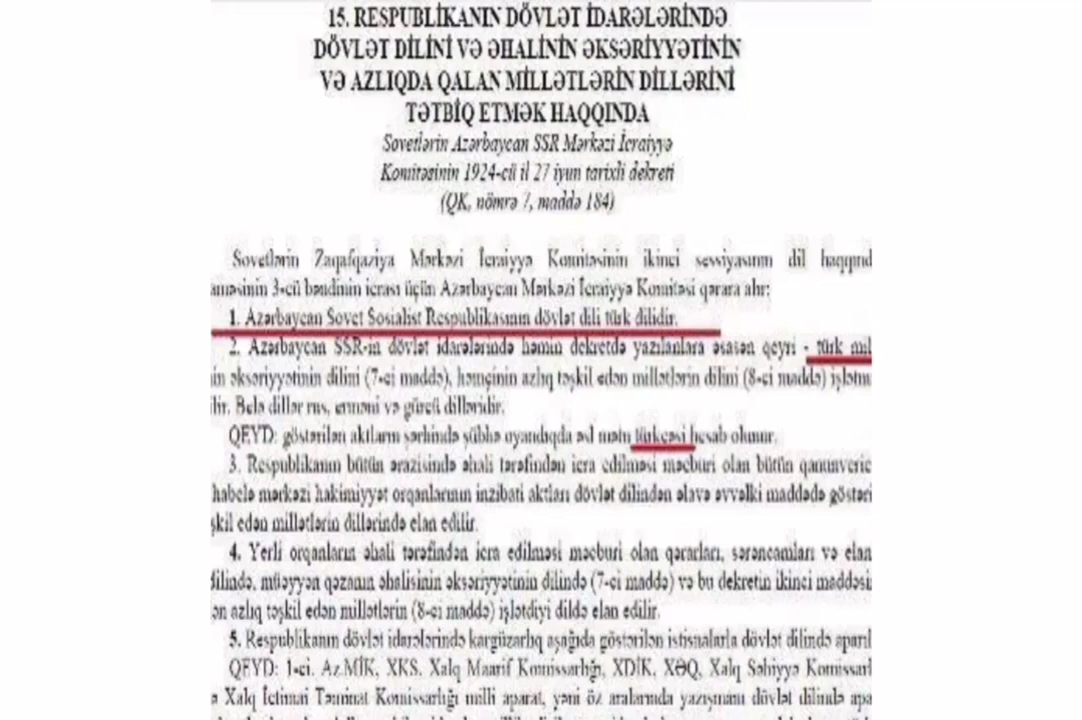 15. RESPUBLİKANIN DÖVLƏT İDARƏLƏRİNDƏ
DÖVLƏT DİLİNİ VƏ ƏHALİNİN ƏKSƏRİYYƏTİNİN
VƏ AZLIQDA QALAN MİLLƏTLƏRİN DİLLƏRİNİ
TƏTBİQ ETMƏK HAQQINDA
Sovetlərin Azərbaycan SSR Mərkəzi İcraiyyə
Komitəsinin 1924-cü il 27 iyun tarixli dekreti
(QK, nömrə 7, maddə 184)
Sovetlərin Zaqafqaziya Mərkəzi İcraiyyə Komitəsinin ikinci sessiyasının dil haqqınd
aməsinin 3-cü bəndinin icrası üçün Azərbaycan Mərkəzi İcraiyyə Komitəsi qərara alır:
1. Azərbaycan Sovet Sosialist Respublikasının dövlət dili türk dilidir.
2. Azərbaycan SSR-in dövlət idarələrində həmin dekretdə yazılanlara əsasən qeyri - türk mil
in əksəriyyətinin dilini (7-ci maddə), həmçinin azlıq təşkil edən millətlərin dilini (8-ci maddə) işlətm
ilir. Belə dillər rus, erməni və gürcü dilləridir.
QEYD: göstərilən aktların şərhində şübhə oyandıqda əsl mətn türkcəsi hesab olunur.
3. Respublikanın bütün ərazisində əhali tərəfindən icra edilməsi məcburi olan bütün qanunveric
habelə mərkəzi hakimiyyət orqanlarının inzibati aktları dövlət dilindən əlavə əvvəlki maddədə göstəri
şkil edən millətlərin dillərində elan edilir.
4. Yerli orqanların əhali tərəfindən icra edilməsi məcburi olan qərarları, sərəncamları və elan
dilində, müəyyən qəzanın əhalisinin əksəriyyətinin dilində (7-ci maddə) və bu dekretin ikinci maddəsi
ən azlıq təşkil edən millətlərin (8-ci maddə) işlətdiyi dildə elan edilir.
5. Respublikanın dövlət idarələrində kargüzarlıq aşağıda göstərilən istisnalarla dövlət dilində aparıl
QEYD: 1-ci. Az.MİK, XKS. Xalq Maarif Komissarlığı, XDİK, XƏQ, Xalq Səhiyyə Komissarl
ə Xalq İctimai Təminat Komissarlığı milli aparat, yəni öz aralarında yazışmanı dövlət dilində apa